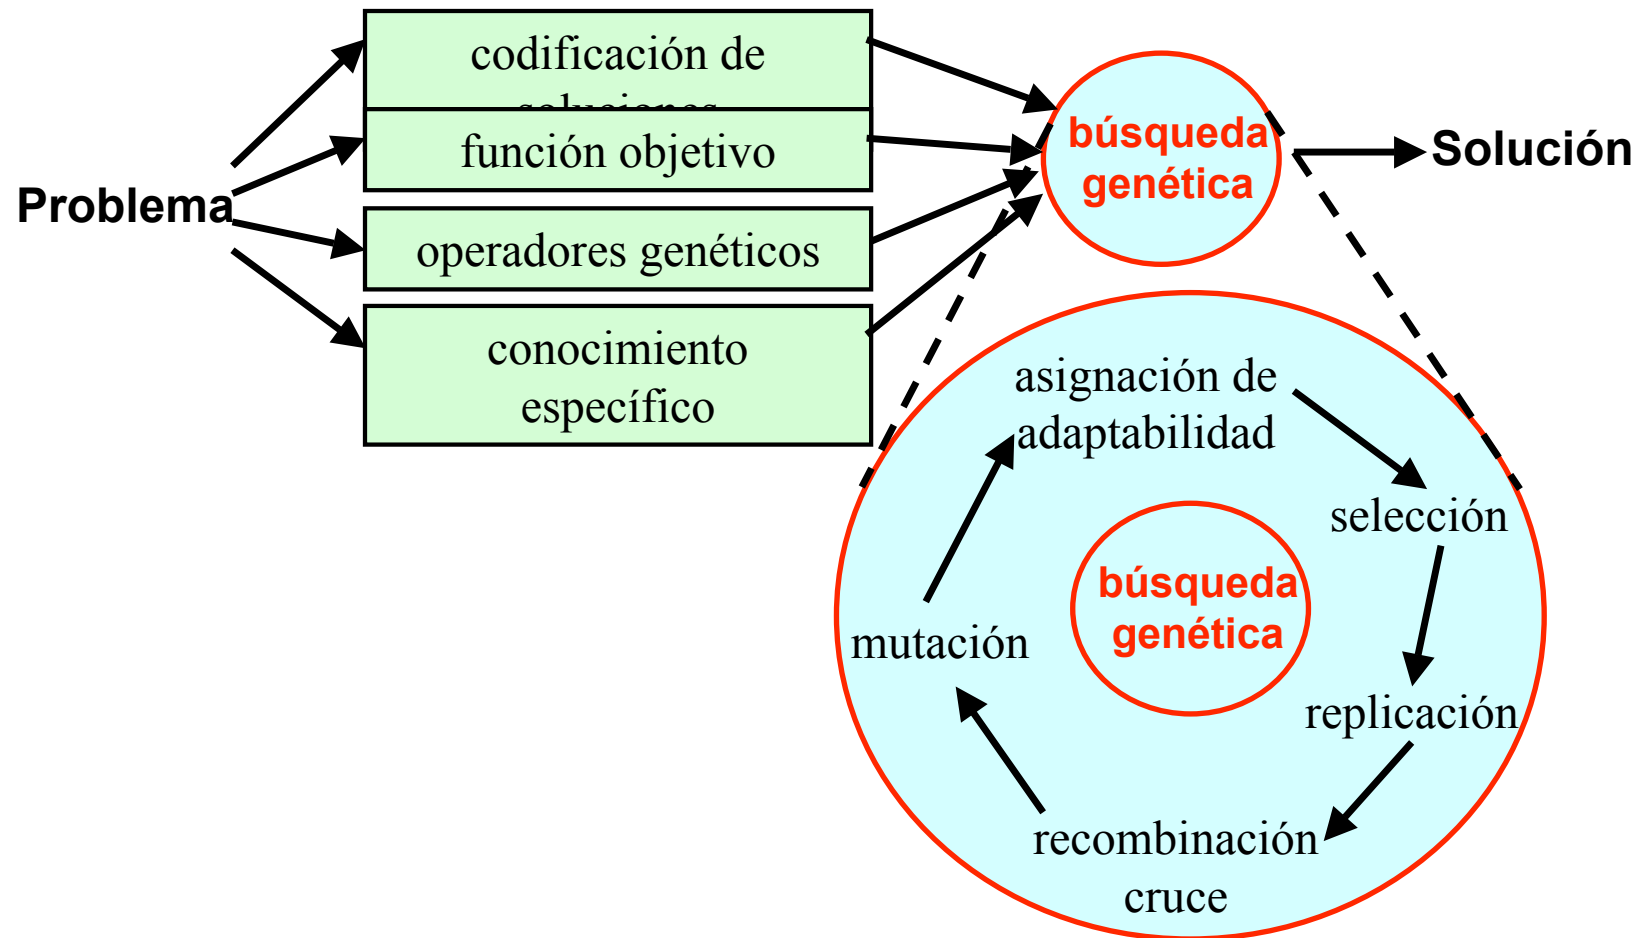 codificación de
soluciones
función objetivo
operadores genéticos
conocimiento
específico
Problema
búsqueda
genética
Solución
asignación de
adaptabilidad
selección
replicación
recombinación
cruce
mutación
búsqueda
genética